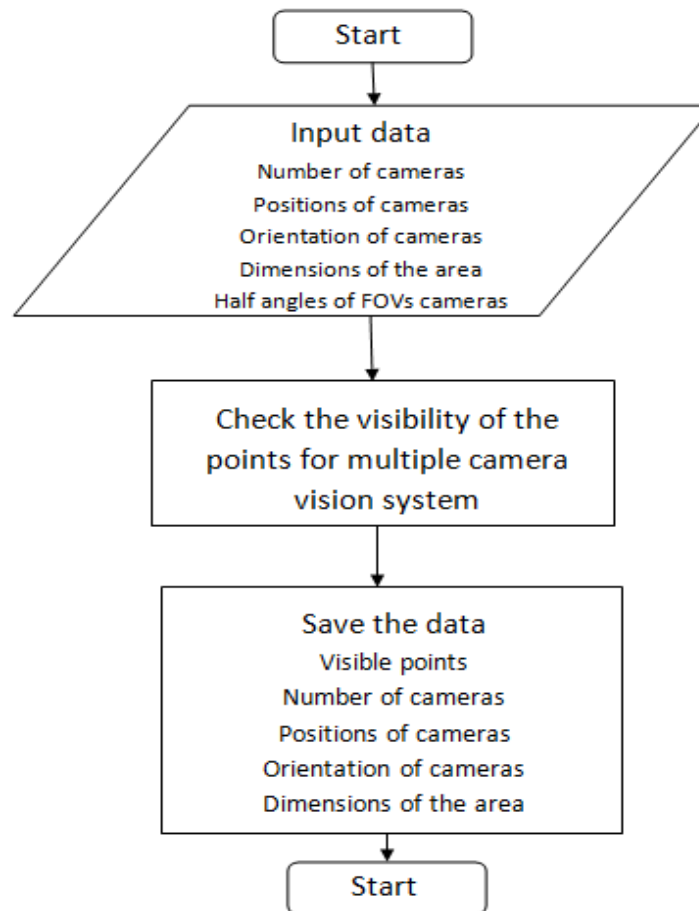 Start
Input data
Number of cameras
Positions of cameras
Orientation of cameras
Dimensions of the area
Half angles of FOVs cameras
Check the visibility of the
points for multiple camera
vision system
Save the data
Visible points
Number of cameras
Positions of cameras
Orientation of cameras
Dimensions of the area
Start